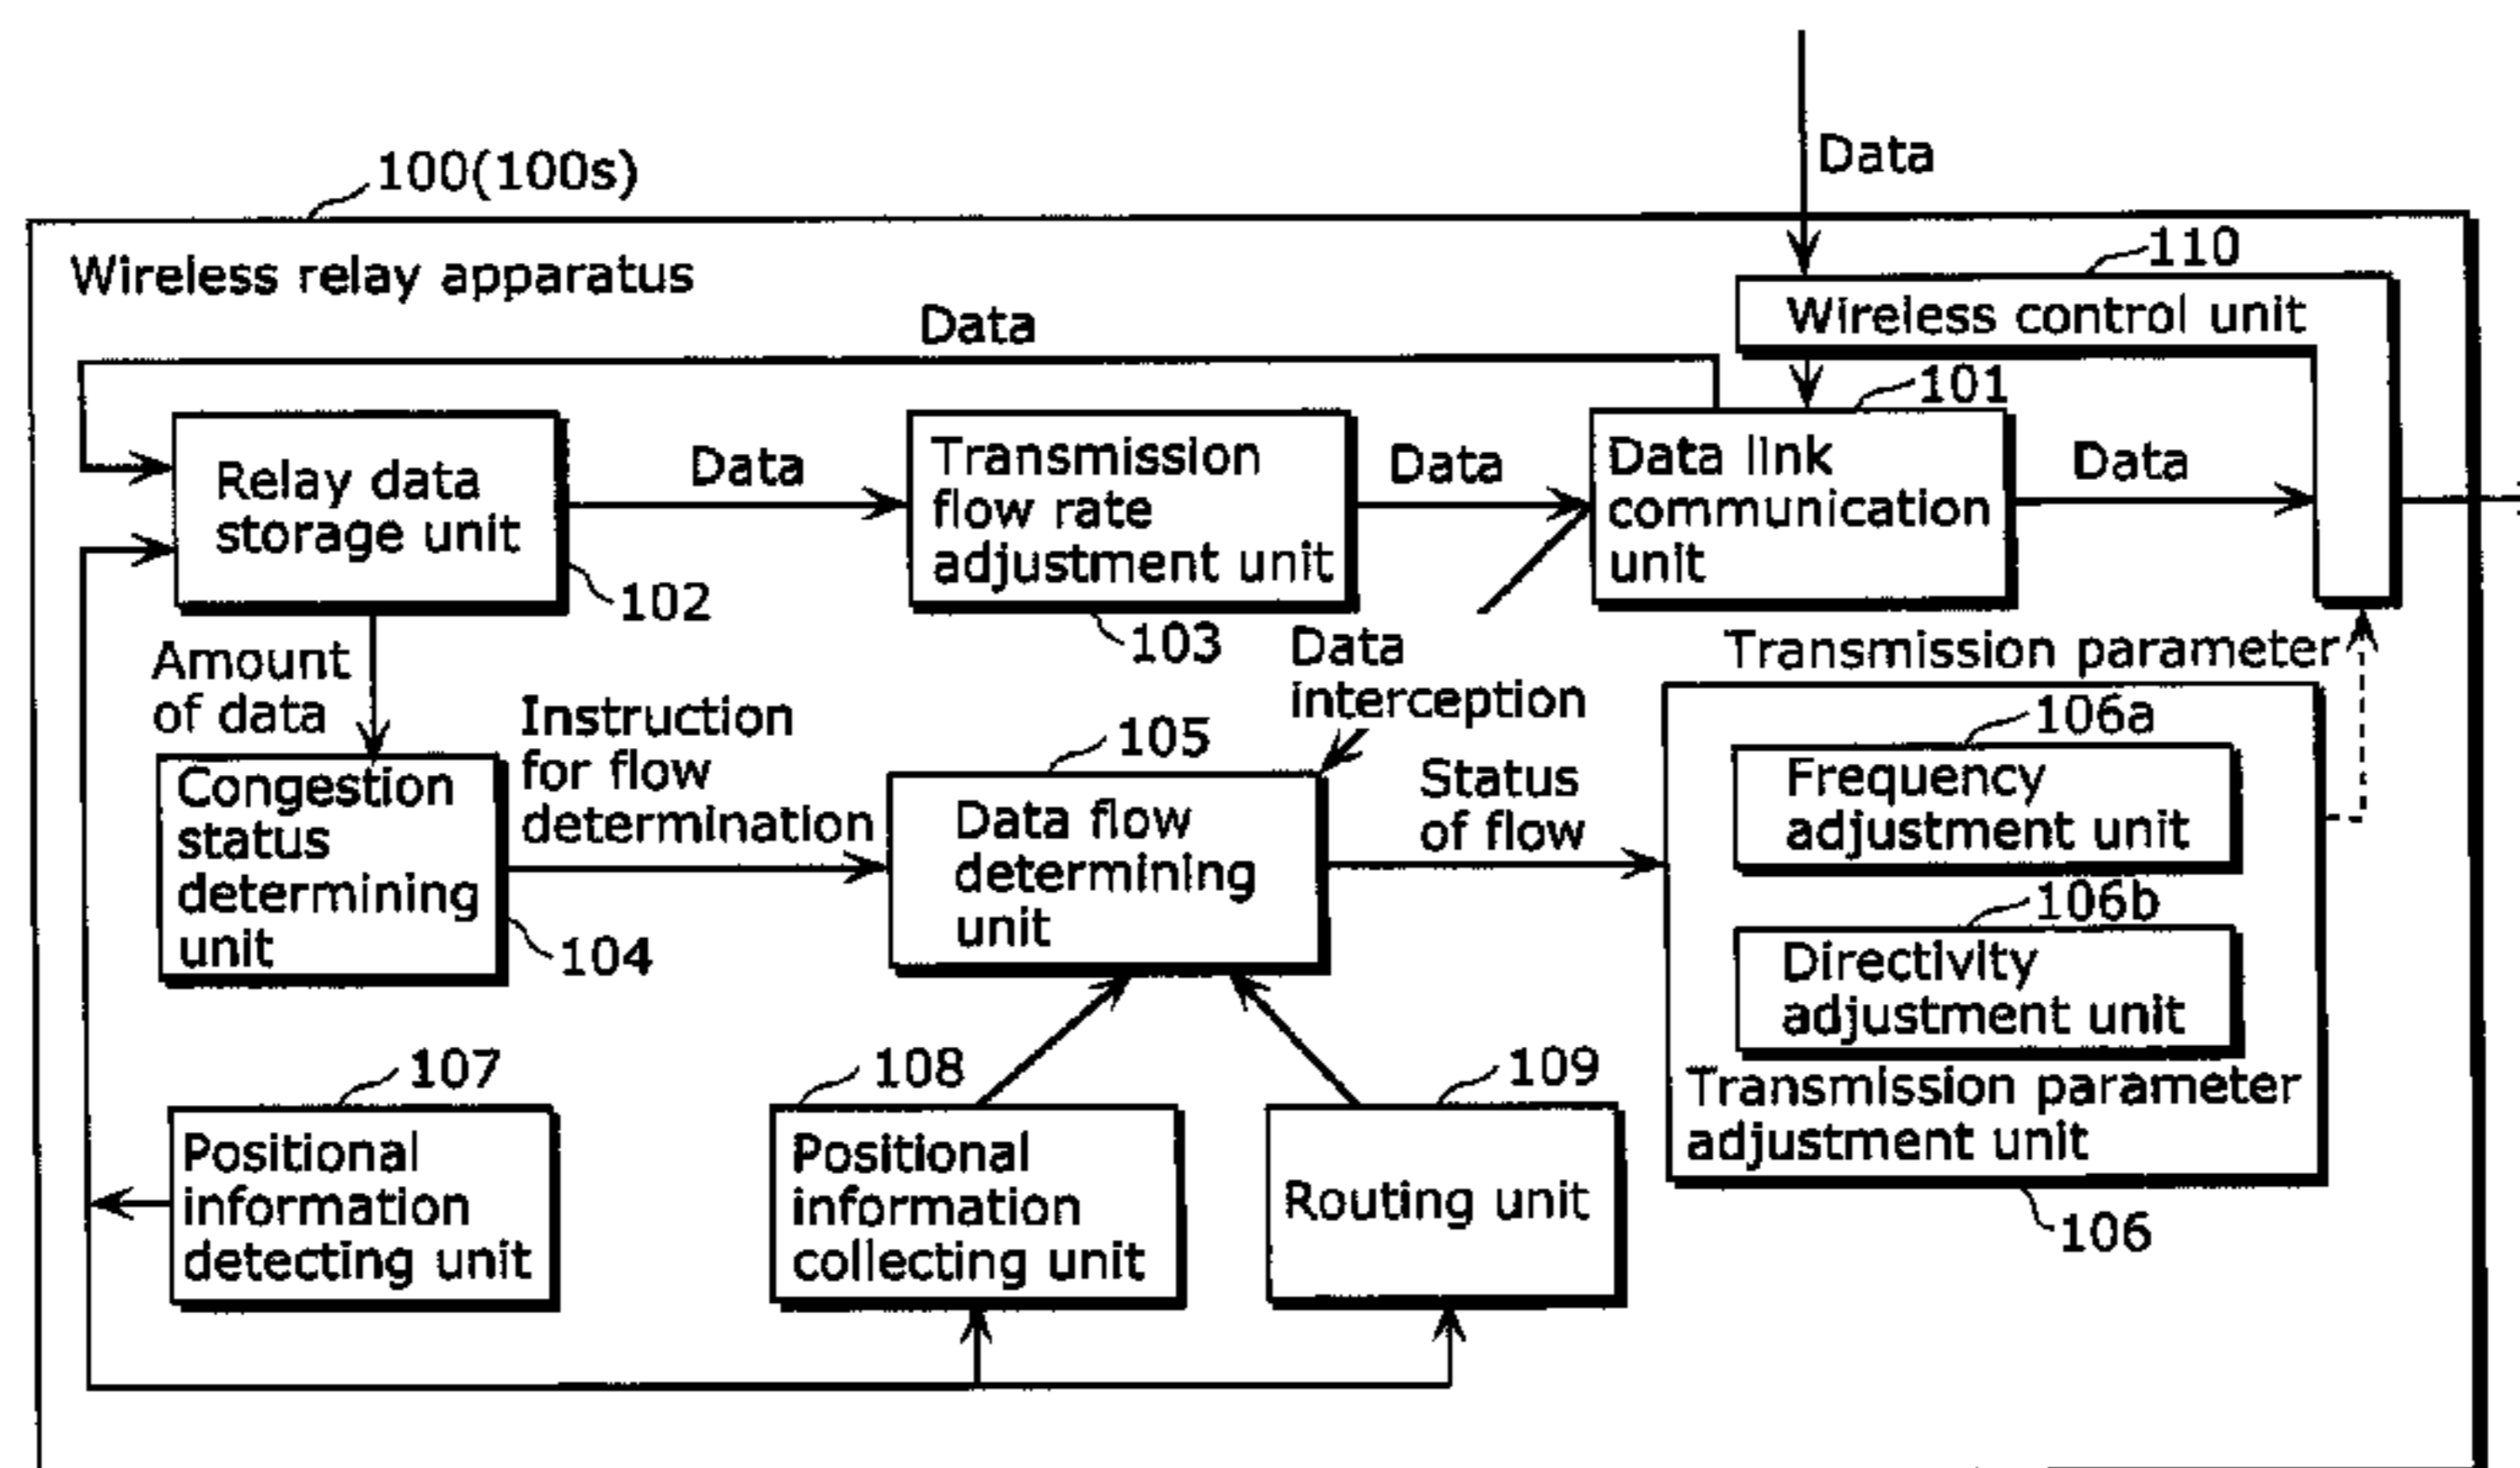 Data
100(100s)
110
Wireless relay apparatus
Wireless control unit
Data
101
Relay data
storage unit
102
Data
Transmission
flow rate
adjustment unit
103
Data
Data link
communication
unit
Data
Amount
of data
Instruction
for flow
determination
Data
interception
Transmission parameter
Congestion
status
determining
unit
104
105
Data flow
determining
unit
Status
of flow
106a
Frequency
adjustment unit
106b
Directivity
adjustment unit
Transmission parameter
adjustment unit
106
107
Positional
information
detecting unit
108
Positional
information
collecting unit
109
Routing unit